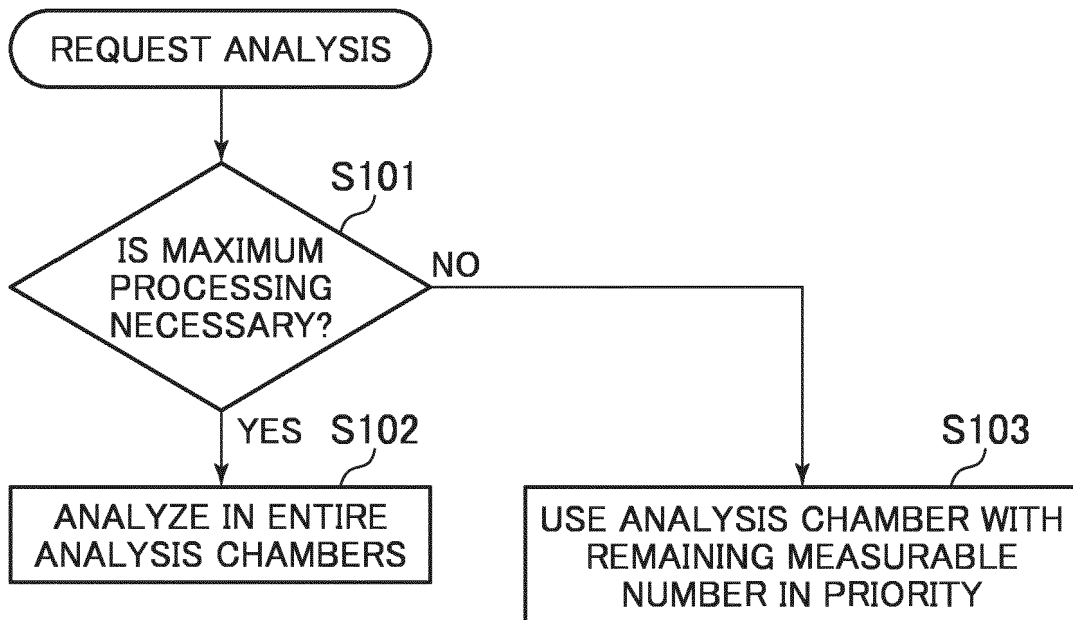 REQUEST ANALYSIS
S101
IS MAXIMUM
PROCESSING
NECESSARY?
NO
YES
S102
S103
ANALYZE IN ENTIRE
ANALYSIS CHAMBERS
USE ANALYSIS CHAMBER WITH
REMAINING MEASURABLE
NUMBER IN PRIORITY